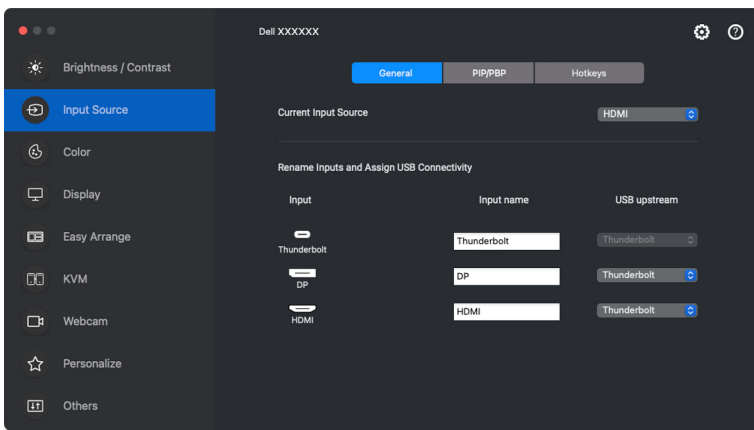 Dell XXXXXX
Brightness / Contrast
Input Source
Color
Display
Easy Arrange
KVM
Webcam
Personalize
Others
General PIP/PBP Hotkeys
Current Input Source HDMI
Rename Inputs and Assign USB Connectivity
Input Input name USB upstream
Thunderbolt Thunderbolt Thunderbolt
DP DP Thunderbolt
HDMI HDMI Thunderbolt